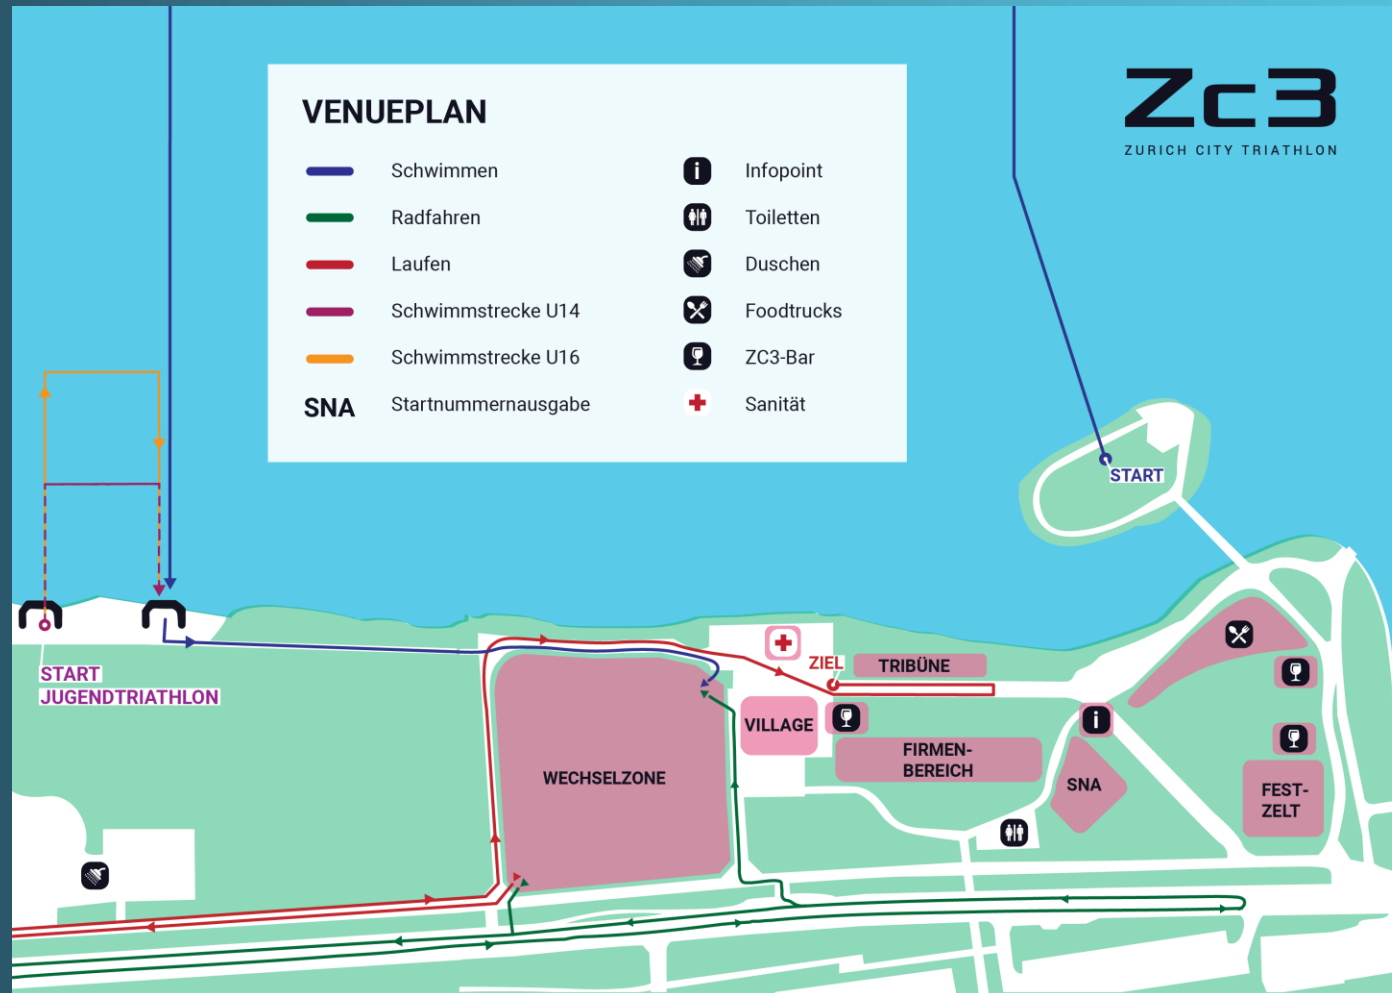 VENUEPLAN
Schwimmen
Radfahren
Laufen
Schwimmstrecke U14
Schwimmstrecke U16
SNA Startnummernausgabe
i Infopoint
Toiletten
Duschen
Foodtrucks
ZC3-Bar
Sanität
Zc3
ZURICH CITY TRIATHLON
START
START
JUGENDTRIATHLON
ZIEL
TRIBÜNE
VILLAGE
FIRMEN-
BEREICH
WECHSELZONE
i
SNA
FEST-
ZELT